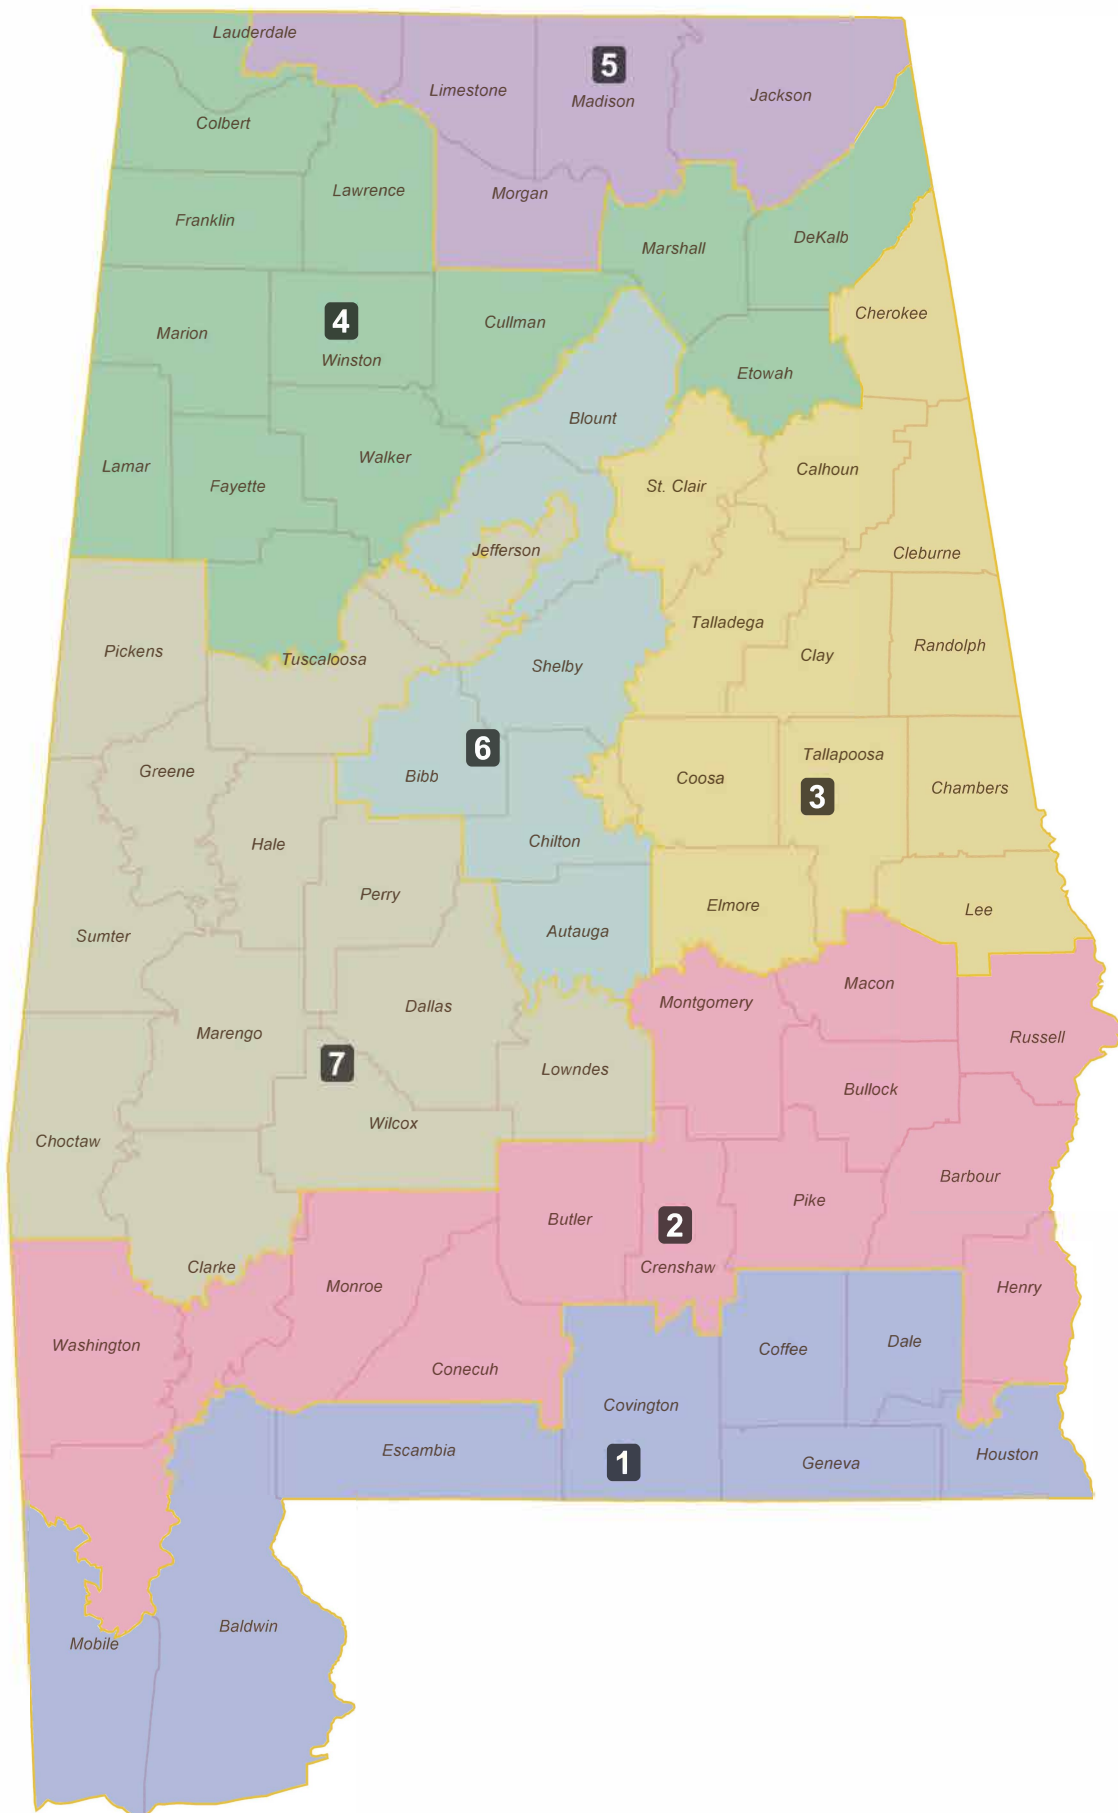 Lauderdale
5
Limestone
Madison
Jackson
Colbert
Lawrence
Morgan
Franklin
Marshall
DeKalb
4
Marion
Winston
Cullman
Cherokee
Etowah
Blount
Lamar
Fayette
Walker
St. Clair
Calhoun
Jefferson
Cleburne
Pickens
Tuscaloosa
Shelby
Talladega
Clay
Randolph
Greene
6
Bibb
Coosa
Tallapoosa
3
Chambers
Hale
Chilton
Perry
Elmore
Lee
Sumter
Autauga
Macon
Montgomery
Dallas
Marengo
Russell
7
Lowndes
Bullock
Choctaw
Wilcox
Barbour
Pike
Butler
2
Crenshaw
Clarke
Monroe
Henry
Washington
Coffee
Dale
Conecuh
Covington
Escambia
1
Geneva
Houston
Baldwin
Mobile